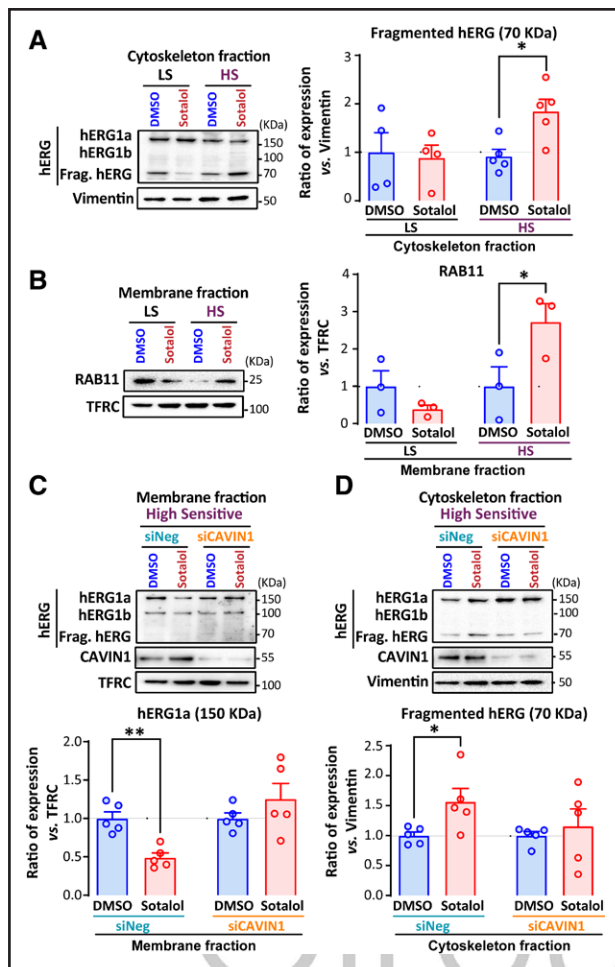 A
Cytoskeleton fraction
LS HS
DMSO Sotalol DMSO Sotalol
(KDa)
hERG
hERG1a 150
hERG1b 100
Frag. hERG 70
Vimentin 50
Fragmented hERG (70 KDa)
*
Ratio of expression
vs. Vimentin
3
2
1
0
DMSO Sotalol DMSO Sotalol
LS HS
Cytoskeleton fraction
B
Membrane fraction
LS HS
DMSO Sotalol DMSO Sotalol
(KDa)
RAB11 25
TFRC 100
RAB11
*
Ratio of expression
vs. TFRC
4
3
2
1
0
DMSO Sotalol DMSO Sotalol
LS HS
Membrane fraction
C
Membrane fraction
High Sensitive
siNeg siCAVIN1
DMSO Sotalol DMSO Sotalol
(KDa)
hERG
hERG1a 150
hERG1b 100
Frag. hERG 70
CAVIN1 55
TFRC 100
hERG1a (150 KDa)
**
Ratio of expression
vs. TFRC
2.0
1.5
1.0
0.5
0.0
DMSO Sotalol DMSO Sotalol
siNeg siCAVIN1
Membrane fraction
D
Cytoskeleton fraction
High Sensitive
siNeg siCAVIN1
DMSO Sotalol DMSO Sotalol
(KDa)
hERG
hERG1a 150
hERG1b 100
Frag. hERG 70
CAVIN1 55
Vimentin 50
Fragmented hERG (70 KDa)
*
Ratio of expression
vs. Vimentin
2.5
2.0
1.5
1.0
0.5
0.0
DMSO Sotalol DMSO Sotalol
siNeg siCAVIN1
Cytoskeleton fraction